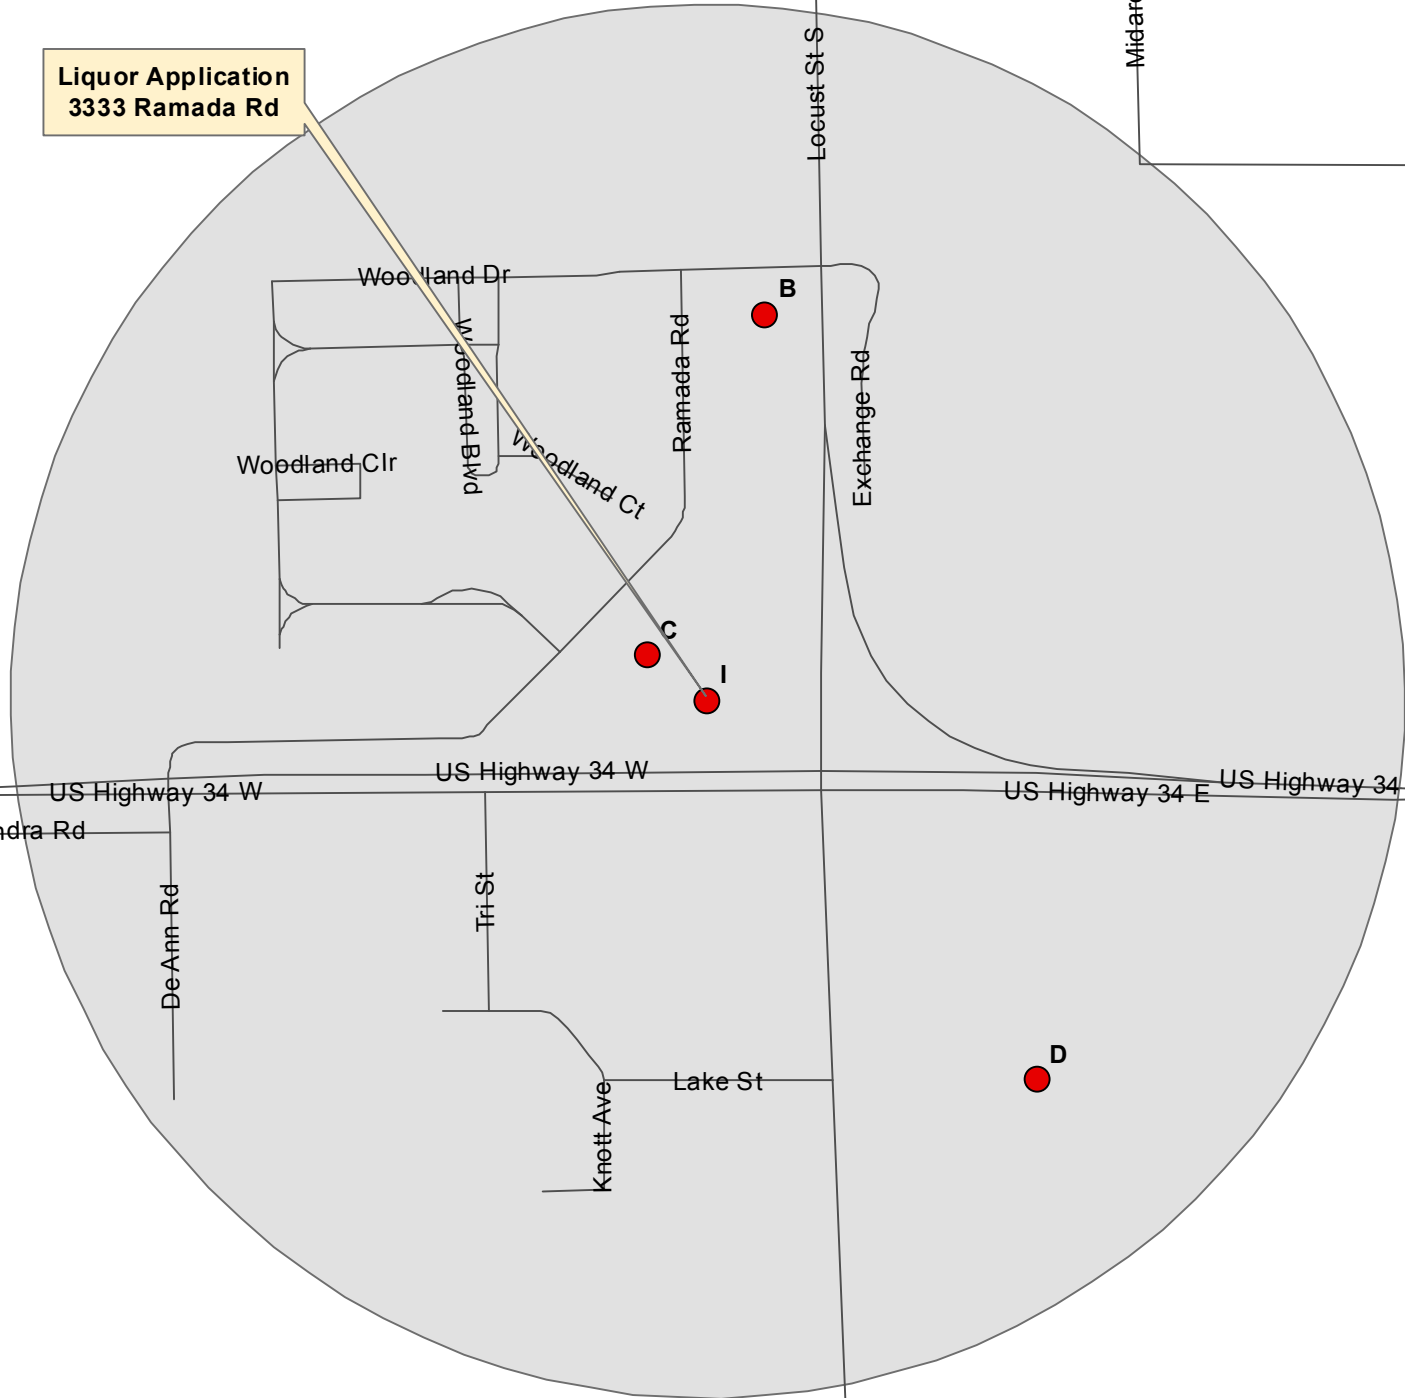 Locust St S
Liquor Application
3333 Ramada Rd
Woodland Dr
B
Ramada Rd
Woodland Blvd
Exchange Rd
Woodland Ct
Woodland CIr
C
I
US Highway 34 W
US Highway 34 W
US Highway 34 E
US Highway 34
Rd
De Ann Rd
Tri St
D
Lake St
Knott Ave